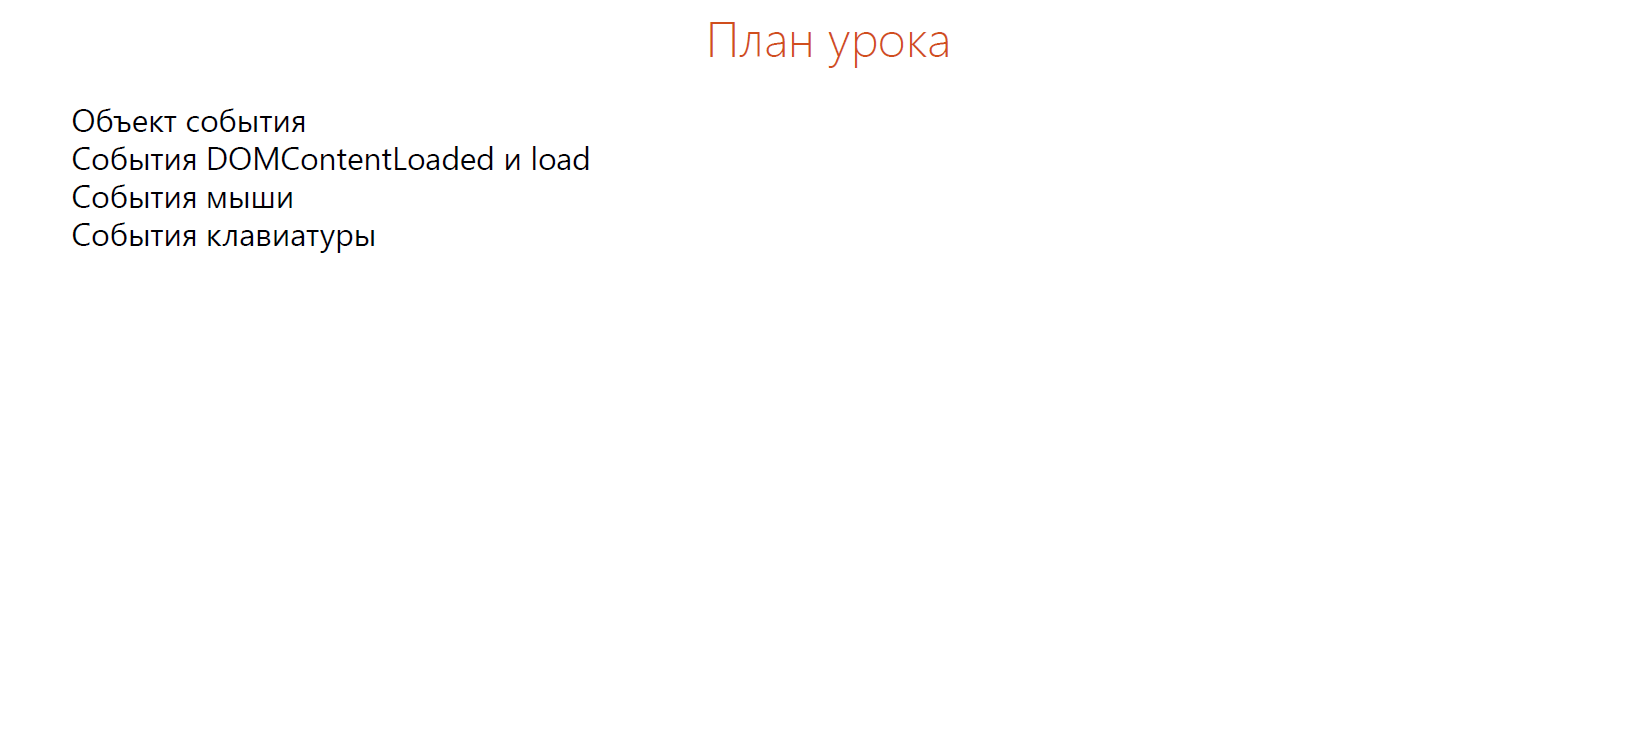 План урока
Объект события
События DOMContentLoaded и load
События мыши
События клавиатуры